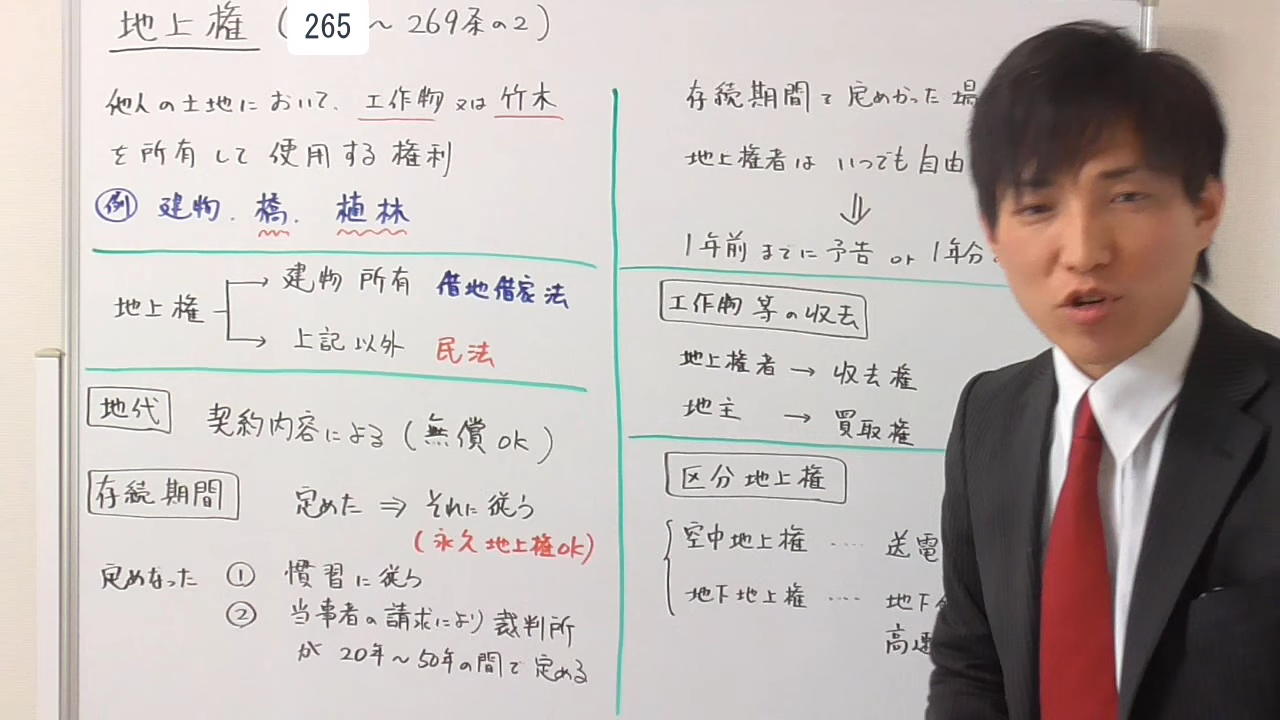 地上権 (265 〜 269条の2)
他人の土地において、工作物 又は 竹木
を所有して使用する権利
例 建物. 橋. 植林
地上権 → 建物所有 借地借家法
→ 上記以外 民法
地代 契約内容による (無償OK)
存続期間 定めた ⇒ それに従う
(永久地上権OK)
定めなった ① 慣習に従う
② 当事者の請求により裁判所
が 20年〜50年の間で定める
存続期間て定めかった場
地上権者は いつでも自由
⇓
1年前までに予告 or 1年分
工作物等の収去
地上権者 → 収去権
地主 → 買取権
区分地上権
空中地上権 ‥‥ 送電
地下地上権 ‥‥ 地下
高速